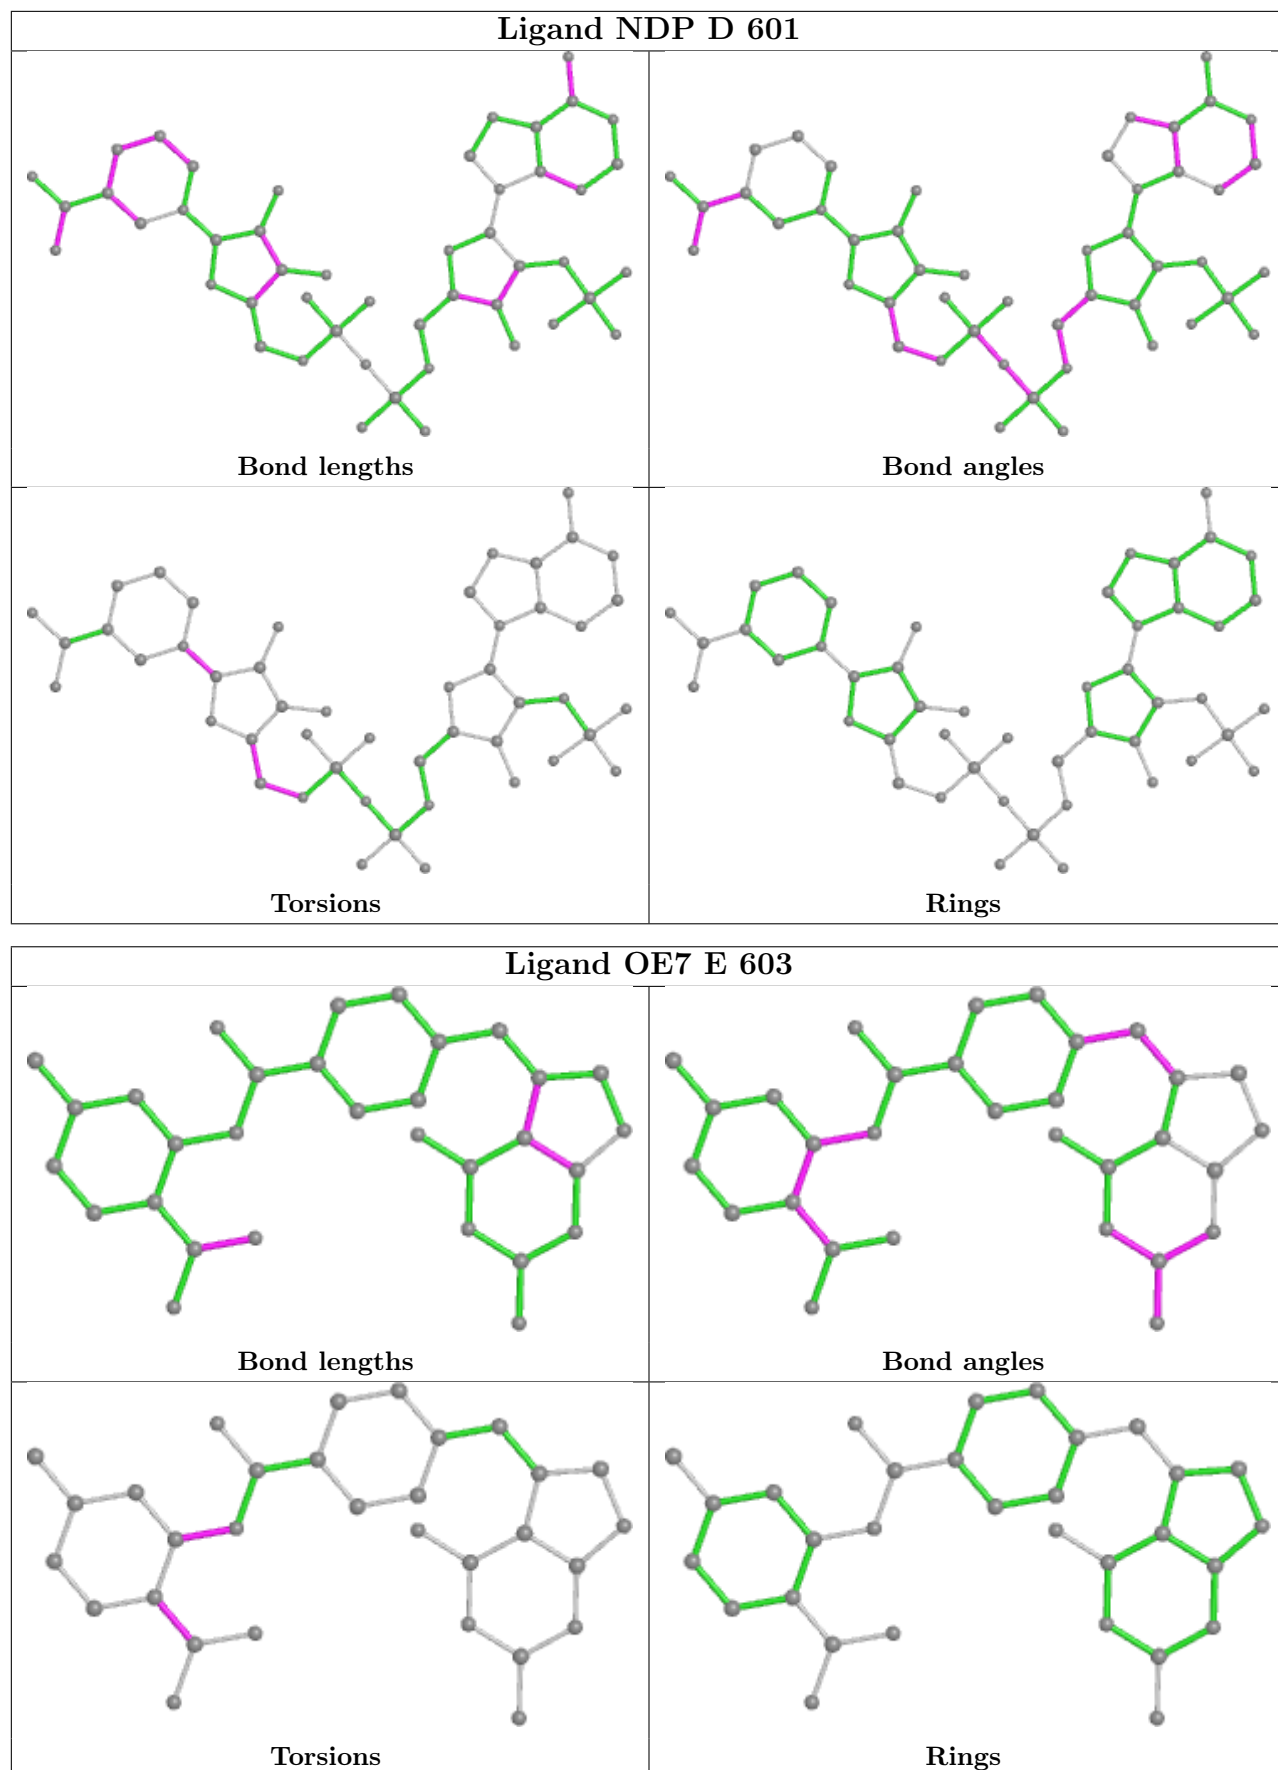 Ligand NDP D 601
Bond lengths
Bond angles
Torsions
Rings
Ligand OE7 E 603
Bond lengths
Bond angles
Torsions
Rings